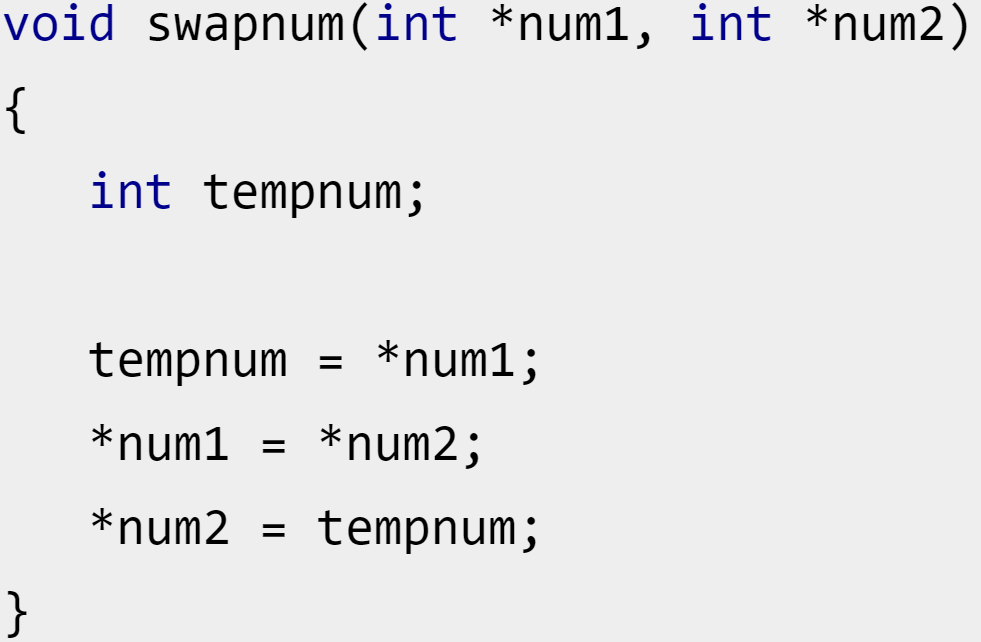 void swapnum(int *num1, int *num2)
{
   int tempnum;

   tempnum = *num1;
   *num1 = *num2;
   *num2 = tempnum;
}